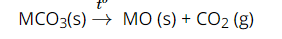 t°
MCO₃(s) → MO (s) + CO₂ (g)